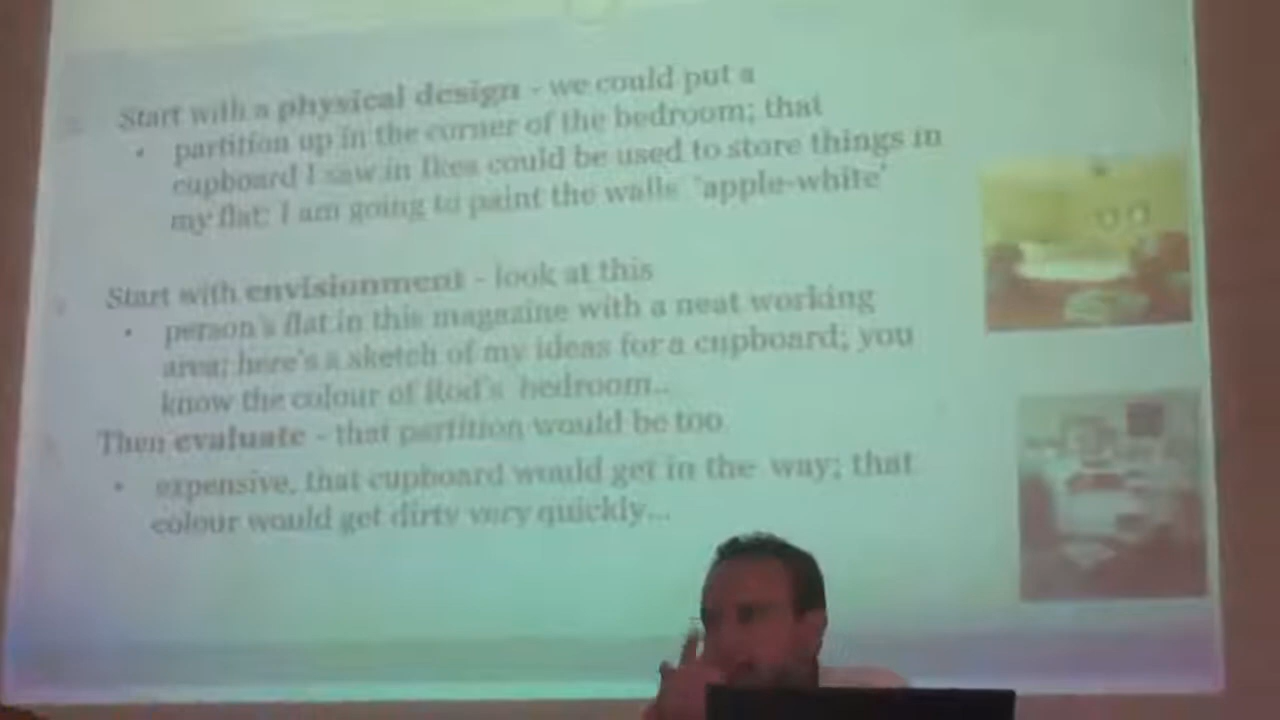 Start with a physical design - we could put a
• partition up in the corner of the bedroom; that
cupboard I saw in Ikea could be used to store things in
my flat; I am going to paint the walls 'apple-white'
Start with envisionment - look at this
• person's flat in this magazine with a neat working
area; here's a sketch of my ideas for a cupboard; you
know the colour of Rod's bedroom..
Then evaluate - that partition would be too
• expensive, that cupboard would get in the way; that
colour would get dirty very quickly...